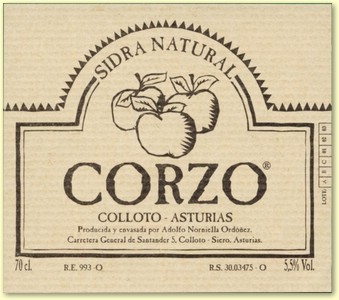 SIDRA NATURAL
CORZO®
COLLOTO - ASTURIAS
Producida y envasada por Adolfo Norniella Ordoñez.
Carretera General de Santander 5. Colloto - Siero. Asturias.
70 cl. R.E. 993 -O R.S. 30.03475 - O 5,5% Vol.
LOTE: